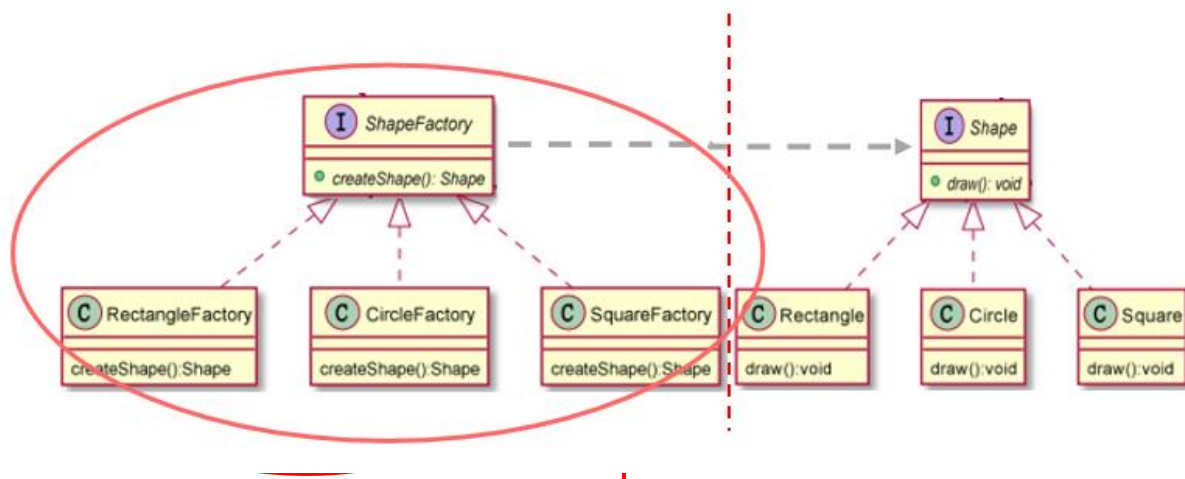 I ShapeFactory
createShape(): Shape
I Shape
draw(): void
C RectangleFactory
createShape():Shape
C CircleFactory
createShape():Shape
C SquareFactory
createShape():Shape
C Rectangle
draw():void
C Circle
draw():void
C Square
draw():void